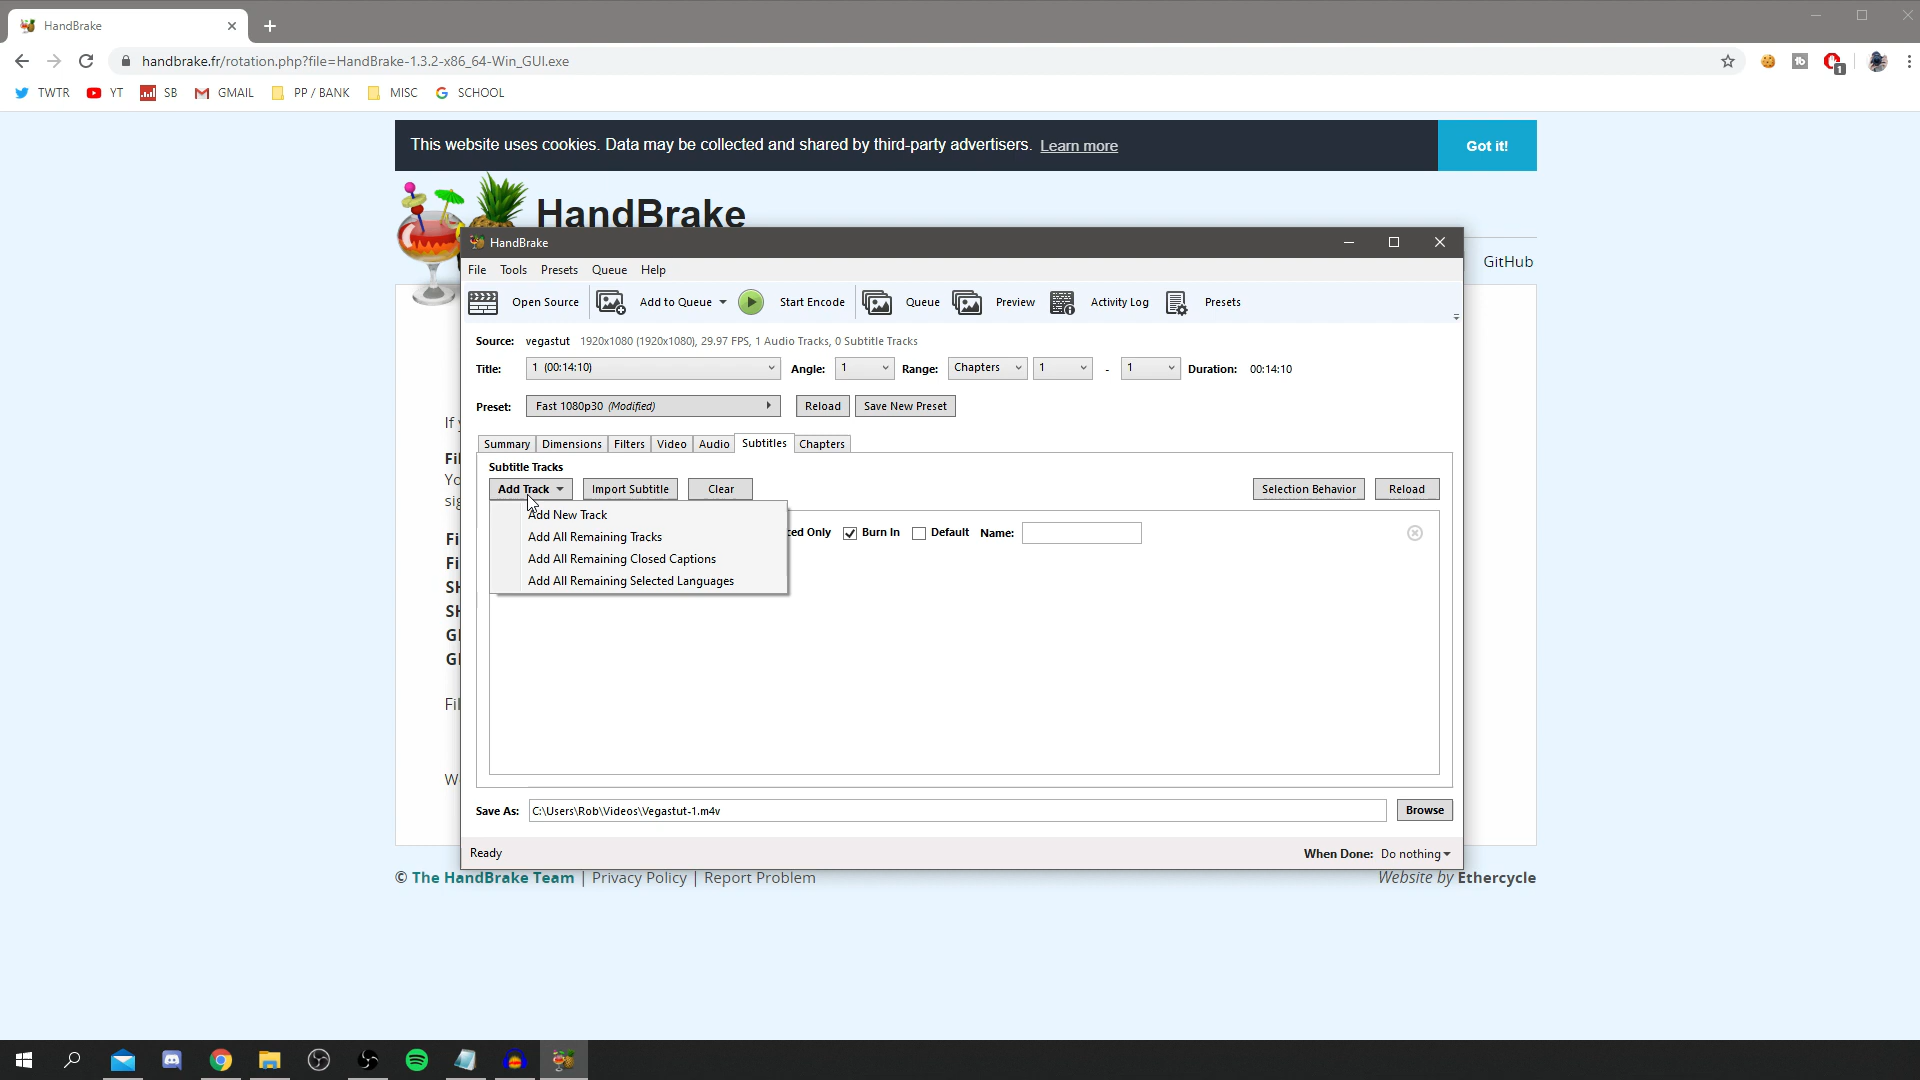 HandBrake
handbrake.fr/rotation.php?file=HandBrake-1.3.2-x86_64-Win_GUI.exe
1
TWTR YT SB GMAIL PP / BANK MISC SCHOOL
This website uses cookies. Data may be collected and shared by third-party advertisers. Learn more Got it!
HandBrake
GitHub
HandBrake
File Tools Presets Queue Help
Open Source Add to Queue Start Encode Queue Preview Activity Log Presets
Source: vegastut 1920x1080 (1920x1080), 29.97 FPS, 1 Audio Tracks, 0 Subtitle Tracks
Title: 1 (00:14:10) Angle: 1 Range: Chapters 1 - 1 Duration: 00:14:10
Preset: Fast 1080p30 (Modified) Reload Save New Preset
If
Summary Dimensions Filters Video Audio Subtitles Chapters
Subtitle Tracks
Add Track Import Subtitle Clear Selection Behavior Reload
Add New Track
ced Only Burn In Default Name:
Add All Remaining Tracks
Add All Remaining Closed Captions
Add All Remaining Selected Languages
Save As: C:\Users\Rob\Videos\Vegastut-1.m4v Browse
Ready When Done: Do nothing
© The HandBrake Team | Privacy Policy | Report Problem Website by Ethercycle